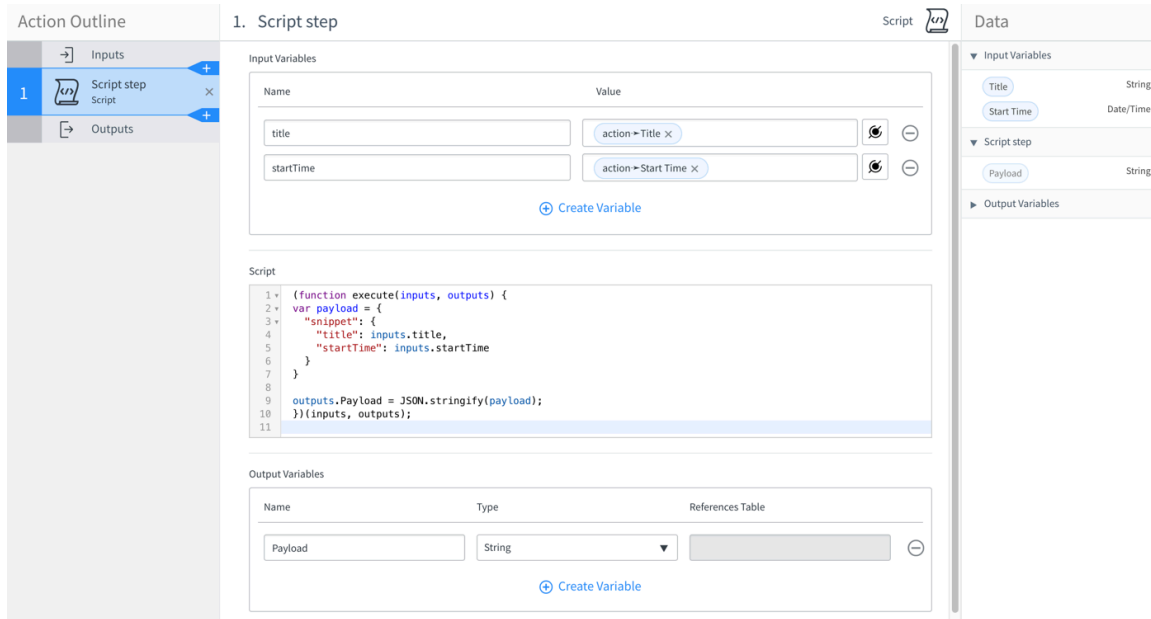 Action Outline
Inputs
1
Script step
Script
Outputs
1. Script step
Script
Input Variables
Name Value
title action➛Title ×
startTime action➛Start Time ×
Create Variable
Script
1 (function execute(inputs, outputs) {
2 var payload = {
3 "snippet": {
4 "title": inputs.title,
5 "startTime": inputs.startTime
6 }
7 }
8
9 outputs.Payload = JSON.stringify(payload);
10 })(inputs, outputs);
11
Output Variables
Name Type References Table
Payload String
Create Variable
Data
Input Variables
Title String
Start Time Date/Time
Script step
Payload String
Output Variables